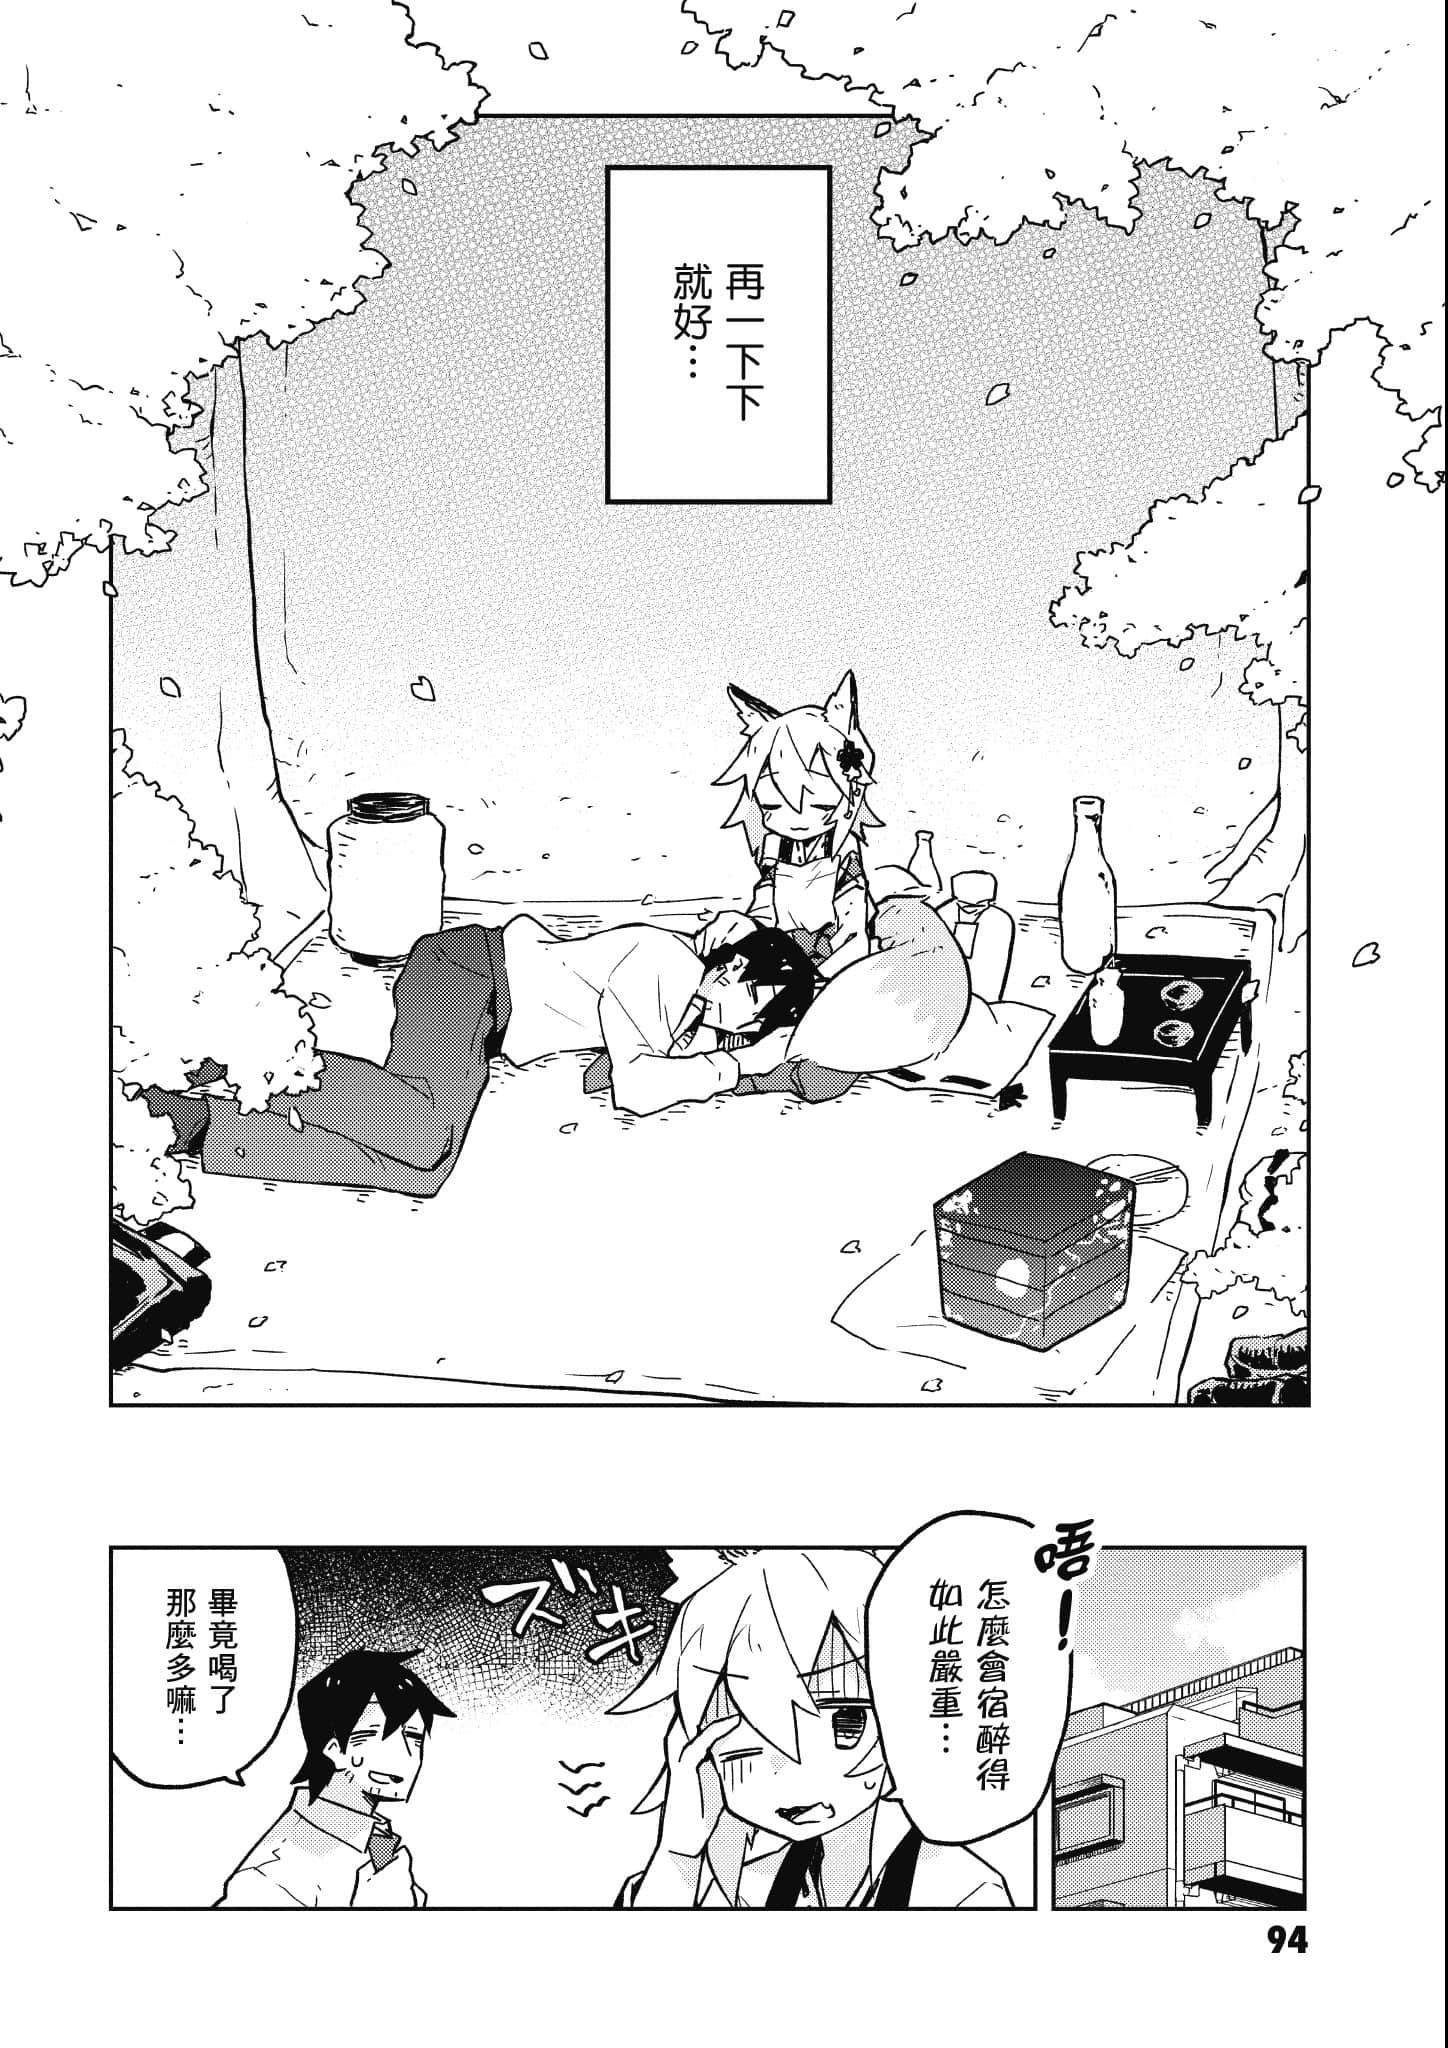 再一下下
就好…
唔！
怎麼會宿醉得
如此嚴重…
ズキ
畢竟喝了
那麼多嘛…
94